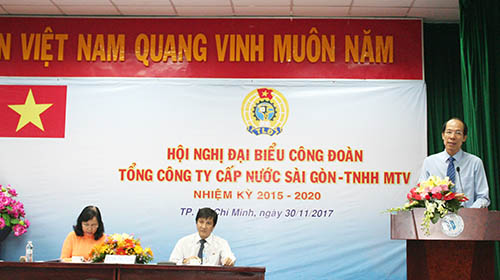 VIỆT NAM QUANG VINH MUÔN NĂM
CTLĐS
HỘI NGHỊ ĐẠI BIỂU CÔNG ĐOÀN
TỔNG CÔNG TY CẤP NƯỚC SÀI GÒN-TNHH MTV
NHIỆM KỲ 2015 - 2020
TP. Chí Minh, ngày 30/11/2017